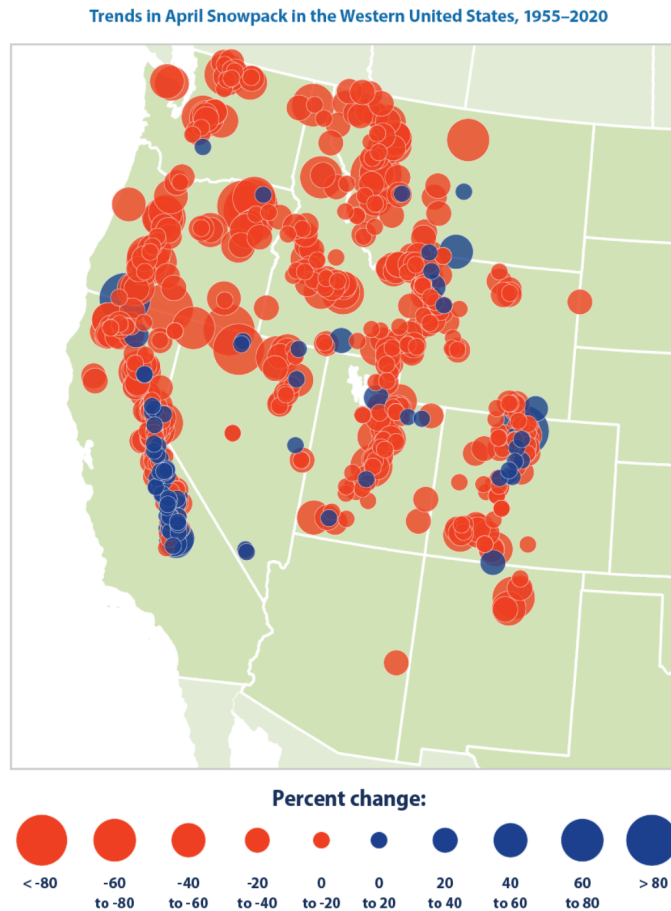 Trends in April Snowpack in the Western United States, 1955–2020
Percent change:
< -80 -60 -40 -20 0 0 20 40 60 > 80
to -80 to -60 to -40 to -20 to 20 to 40 to 60 to 80